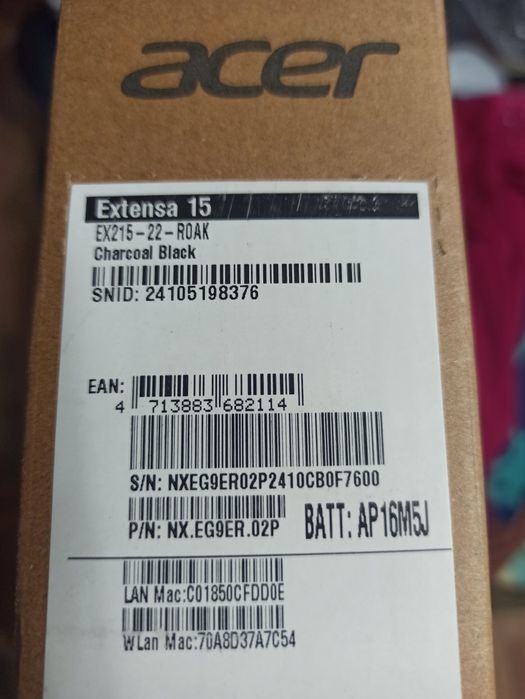 acer
Extensa 15
EX215-22-R0AK
Charcoal Black
SNID: 24105198376
EAN:
4 713883 682114
S/N: NXEG9ER02P2410CB0F7600
P/N: NX.EG9ER.02P BATT: AP16M5J
LAN Mac:C01850CFDD0E
WLan Mac:70A8D37A7C54